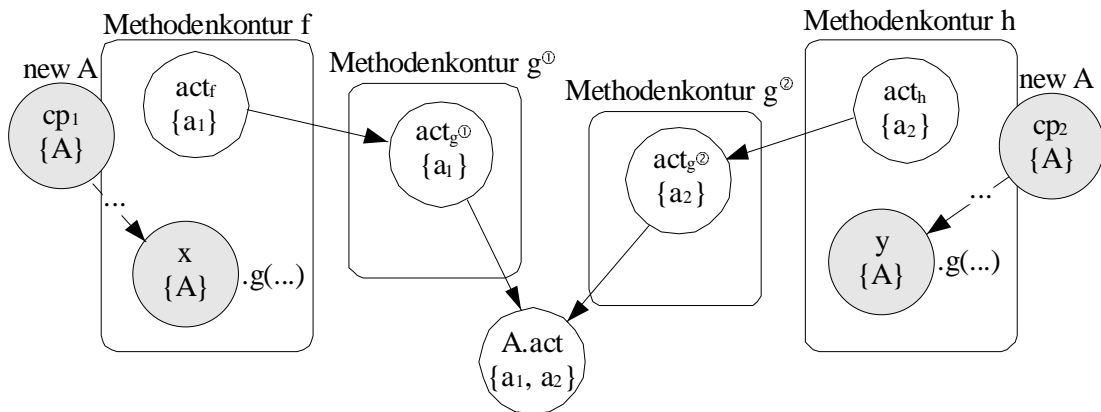 Methodenkontur f
new A
cp₁
{A}
...
act_f
{a₁}
x
{A}
.g(...)
Methodenkontur g①
act_g①
{a₁}
Methodenkontur g②
act_g②
{a₂}
A.act
{a₁, a₂}
Methodenkontur h
act_h
{a₂}
new A
cp₂
{A}
...
y
{A}
.g(...)